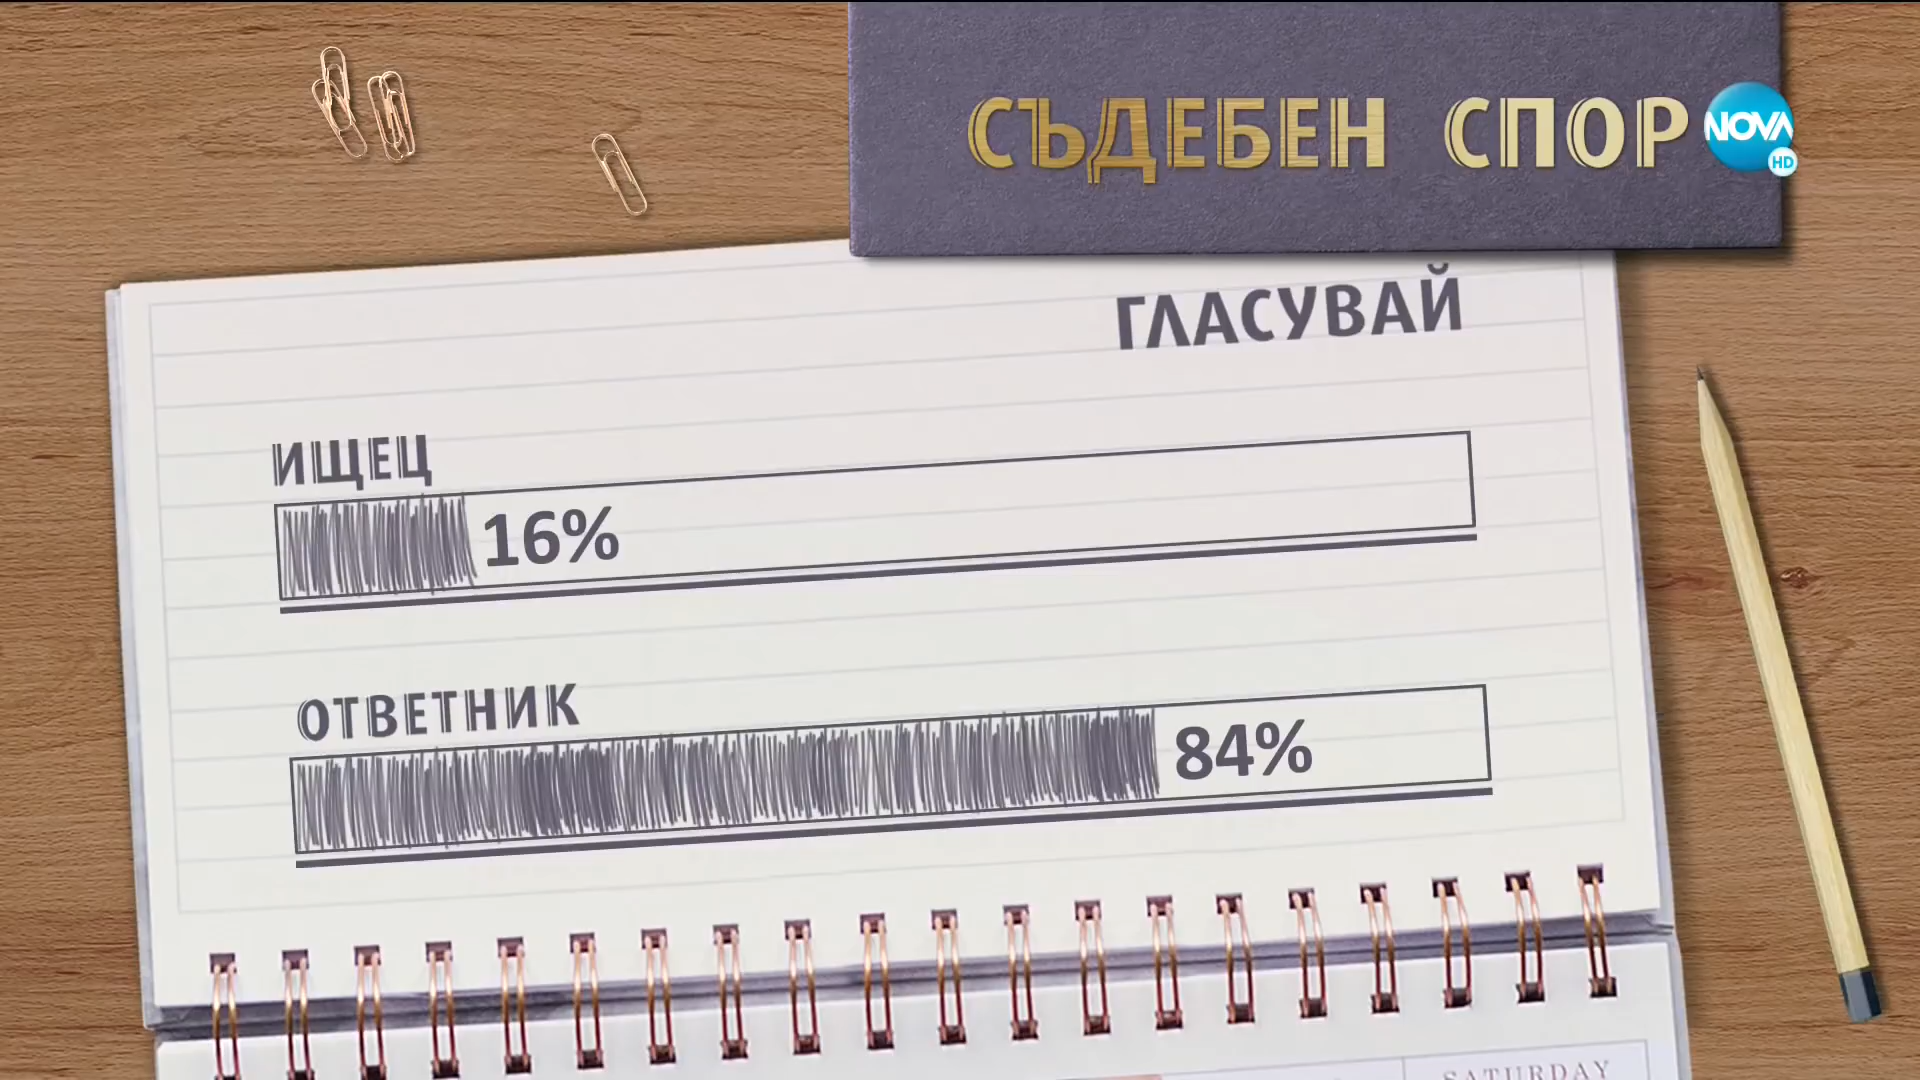 СЪДЕБЕН СПОР
NOVA
HD
ГЛАСУВАЙ
ИЩЕЦ
16%
ОТВЕТНИК
84%
SATURDAY